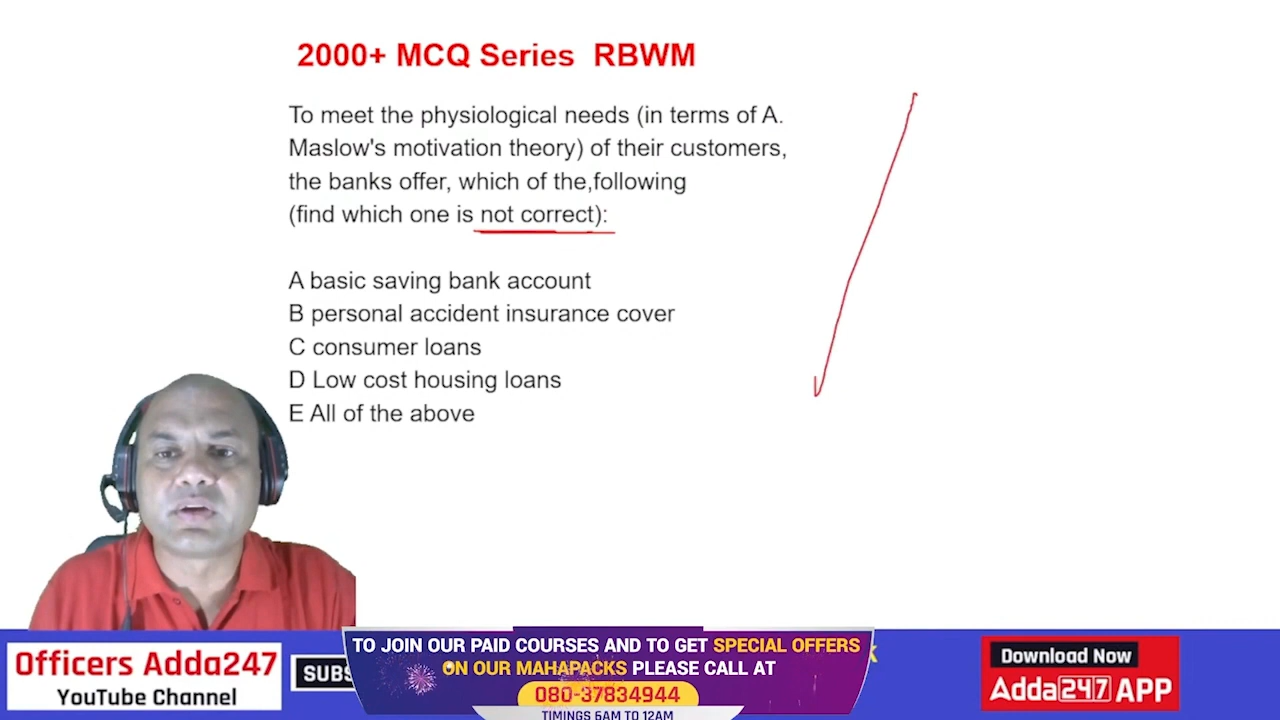 2000+ MCQ Series RBWM
To meet the physiological needs (in terms of A.
Maslow's motivation theory) of their customers,
the banks offer, which of the,following
(find which one is not correct):
A basic saving bank account
B personal accident insurance cover
C consumer loans
D Low cost housing loans
E All of the above
Officers Adda247
YouTube Channel
SUBS
TO JOIN OUR PAID COURSES AND TO GET SPECIAL OFFERS
ON OUR MAHAPACKS PLEASE CALL AT
080-37834944
TIMINGS 6AM TO 12AM
Download Now
Adda247 APP